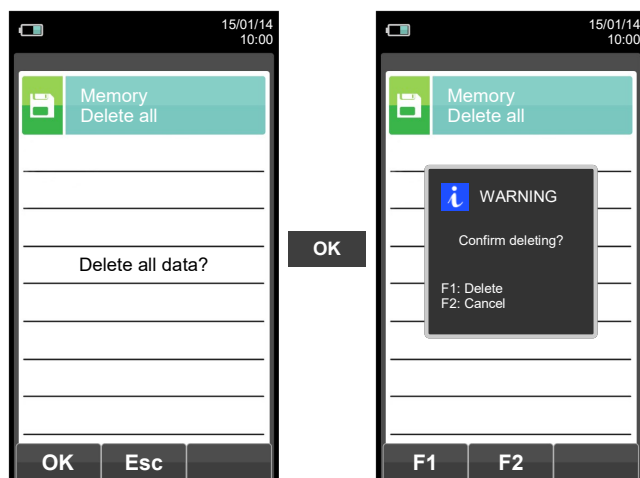 15/01/14
10:00
Memory
Delete all
Delete all data?
OK
Esc
OK
15/01/14
10:00
Memory
Delete all
WARNING
Confirm deleting?
F1: Delete
F2: Cancel
F1
F2